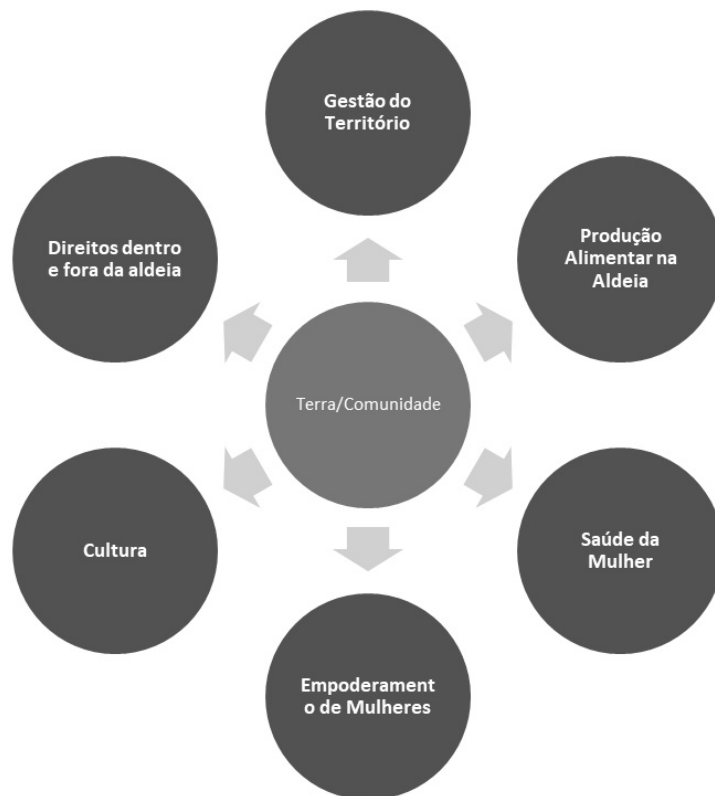 Gestão do
Território
Direitos dentro
e fora da aldeia
Produção
Alimentar na
Aldeia
Terra/Comunidade
Cultura
Saúde da
Mulher
Empoderament
o de Mulheres